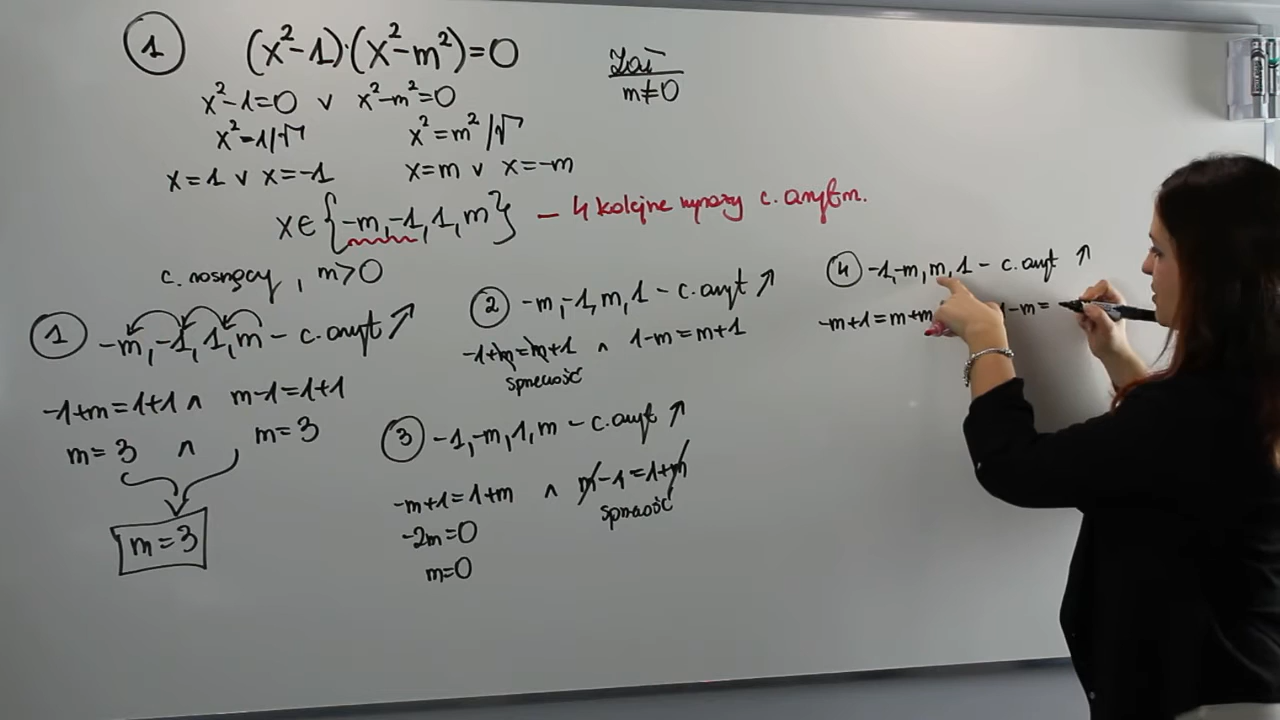 1 (x²-1)·(x²-m²)=0
Zał
m≠0
x²-1=0 ∨ x²-m²=0
x²=1/√ x²=m²/√
x=1 ∨ x=-1 x=m ∨ x=-m
x∈{-m,-1,1,m} – 4 kolejne wyrazy c. arytm.
c. rosnący, m>0
1 -m,-1,1,m – c. aryt ↗
-1+m=1+1 ∧ m-1=1+1
m=3 ∧ m=3
m=3
2 -m,-1,m,1 – c. aryt ↗
-1+m=m+1 ∧ 1-m=m+1
sprzeczność
3 -1,-m,1,m – c. aryt ↗
-m+1=1+m ∧ m-1=1+m
sprzeczność
-2m=0
m=0
4 -1,-m,m,1 – c. aryt ↗
-m+1=m+m 1-m=